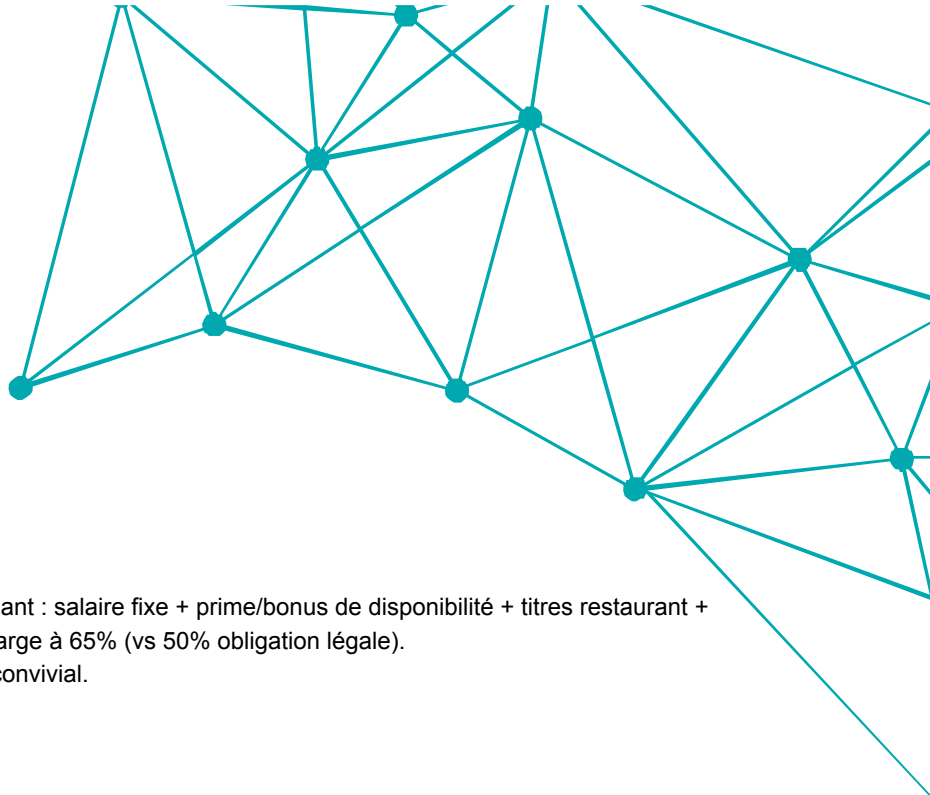 ant : salaire fixe + prime/bonus de disponibilité + titres restaurant +
arge à 65% (vs 50% obligation légale).
convivial.